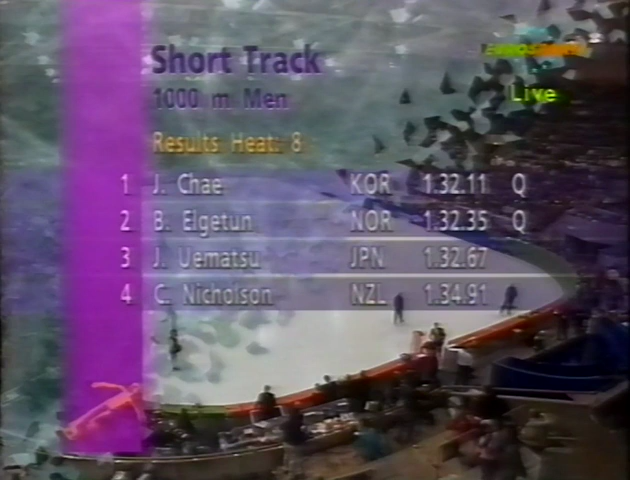 Short Track
EUROSPORT
1000 m Men
Live
Results Heat: 8
1 J. Chae KOR 1.32.11 Q
2 B. Elgetun NOR 1.32.35 Q
3 J. Uematsu JPN 1.32.67
4 C. Nicholson NZL 1.34.91